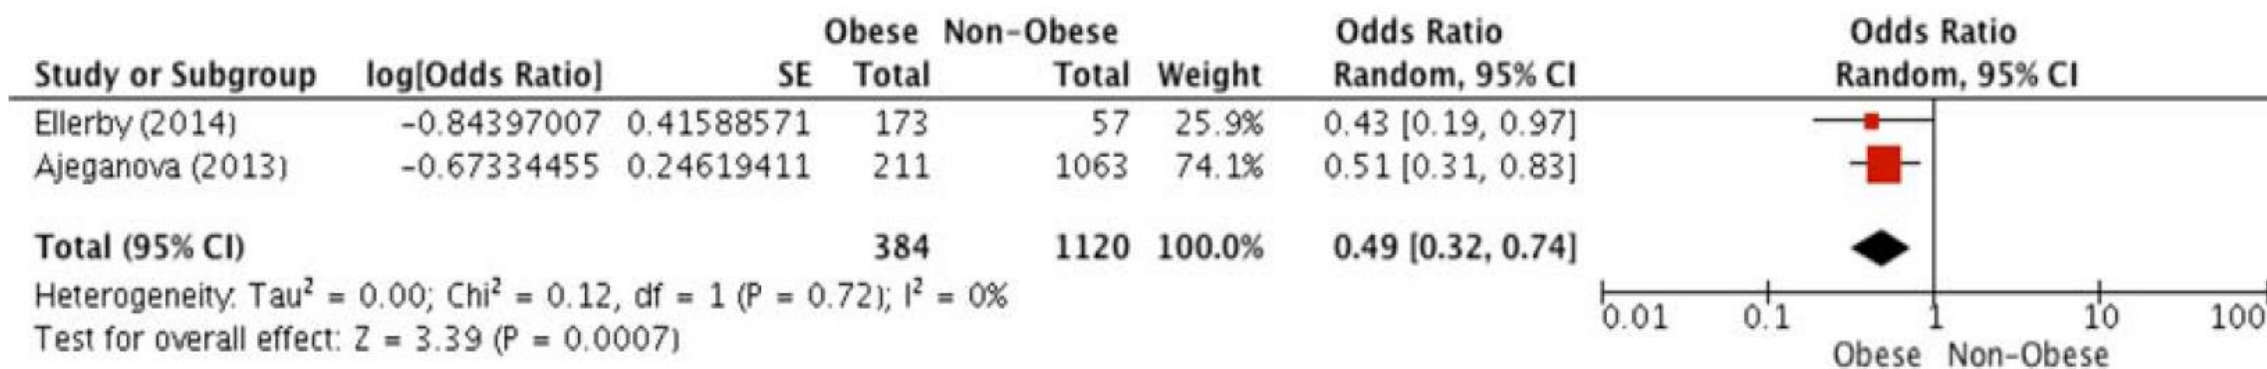 Obese Non-Obese Odds Ratio Odds Ratio
Study or Subgroup log[Odds Ratio] SE Total Total Weight Random, 95% CI Random, 95% CI
Ellerby (2014) -0.84397007 0.41588571 173 57 25.9% 0.43 [0.19, 0.97]
Ajeganova (2013) -0.67334455 0.24619411 211 1063 74.1% 0.51 [0.31, 0.83]
Total (95% CI) 384 1120 100.0% 0.49 [0.32, 0.74]
Heterogeneity: Tau² = 0.00; Chi² = 0.12, df = 1 (P = 0.72); I² = 0%
Test for overall effect: Z = 3.39 (P = 0.0007)
0.01 0.1 1 10 100
Obese Non-Obese